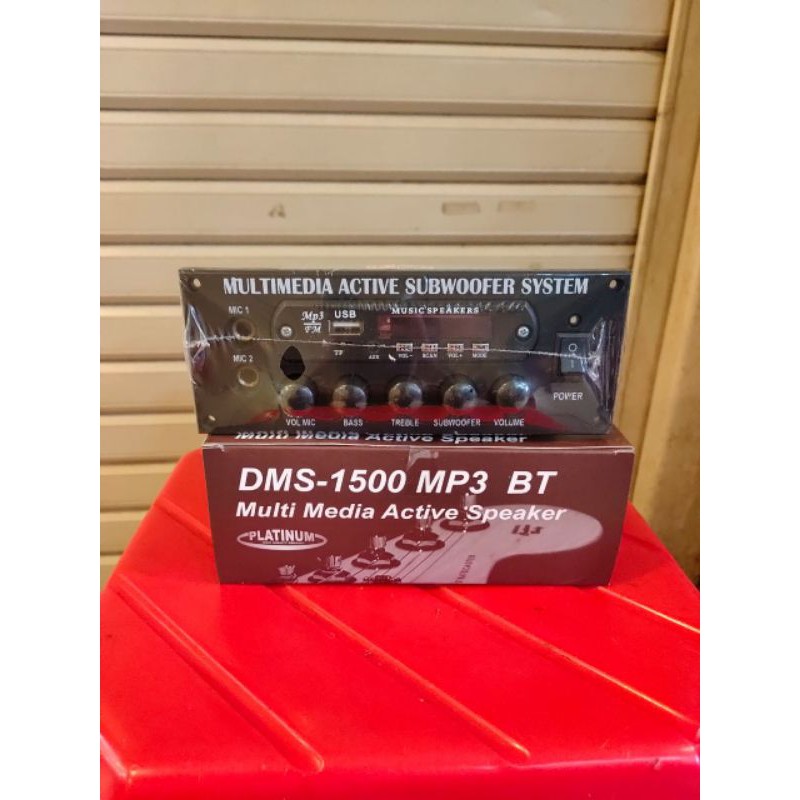 MULTIMEDIA ACTIVE SUBWOOFER SYSTEM
MIC 1
Mp3
FM
USB
MUSIC SPEAKERS
MIC 2
TF
AUX
VOL- SCAN VOL+ MODE
O
POWER
VOL MIC BASS TREBLE SUBWOOFER VOLUME
Multi Media Active Speaker
DMS-1500 MP3 BT
Multi Media Active Speaker
PLATINUM